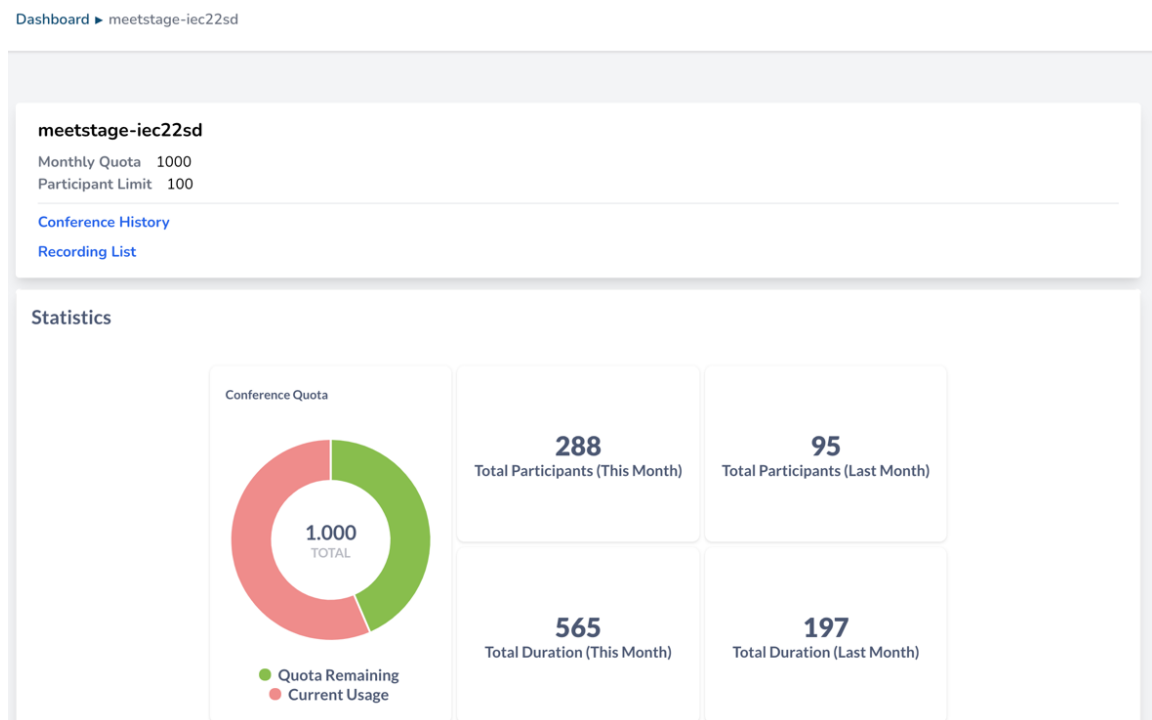 Dashboard ▸ meetstage-iec22sd
meetstage-iec22sd
Monthly Quota 1000
Participant Limit 100
Conference History
Recording List
Statistics
Conference Quota
1.000
TOTAL
Quota Remaining
Current Usage
288
Total Participants (This Month)
95
Total Participants (Last Month)
565
Total Duration (This Month)
197
Total Duration (Last Month)